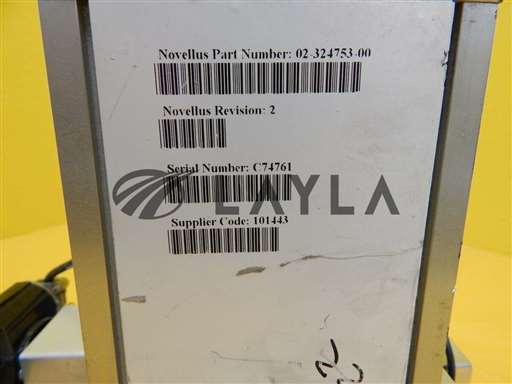 Novellus Part Number: 02-324753-00
Novellus Revision: 2
Serial Number: C74761
LAYLA
Supplier Code: 101443